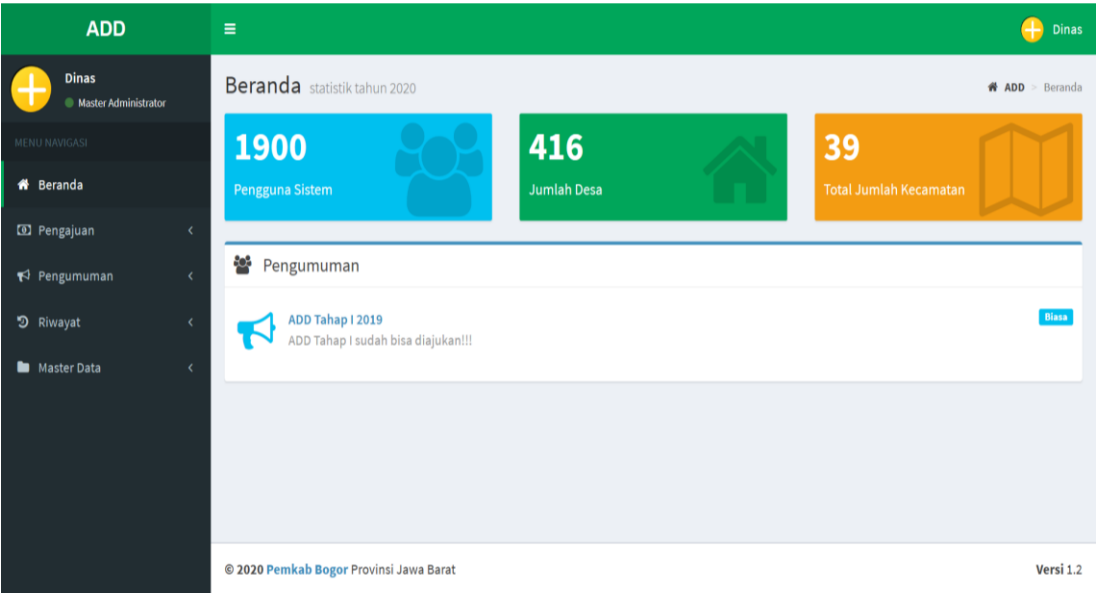 ADD
Dinas
Dinas
Master Administrator
MENU NAVIGASI
Beranda
Pengajuan
Pengumuman
Riwayat
Master Data
Beranda statistik tahun 2020
ADD > Beranda
1900
Pengguna Sistem
416
Jumlah Desa
39
Total Jumlah Kecamatan
Pengumuman
ADD Tahap I 2019
Biasa
ADD Tahap I sudah bisa diajukan!!!
© 2020 Pemkab Bogor Provinsi Jawa Barat
Versi 1.2